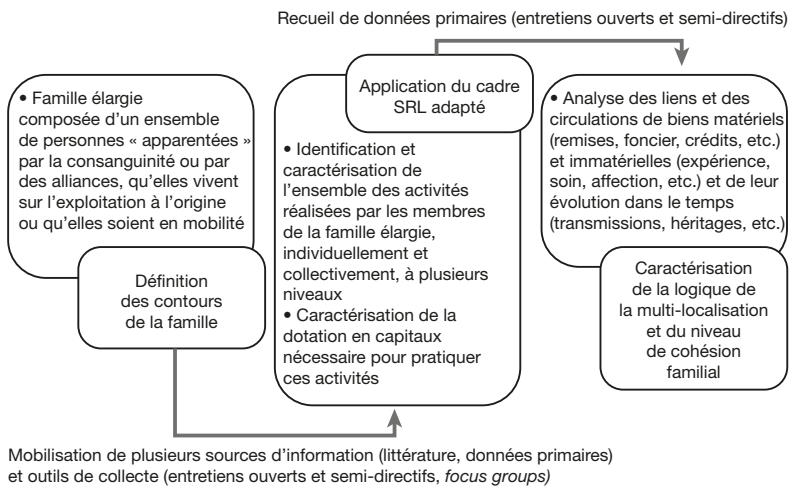 Recueil de données primaires (entretiens ouverts et semi-directifs)
• Famille élargie
composée d'un ensemble
de personnes « apparentées »
par la consanguinité ou par
des alliances, qu'elles vivent
sur l'exploitation à l'origine
ou qu'elles soient en mobilité
Définition
des contours
de la famille
Application du cadre
SRL adapté
• Identification et
caractérisation de
l'ensemble des activités
réalisées par les membres
de la famille élargie,
individuellement et
collectivement, à plusieurs
niveaux
• Caractérisation de la
dotation en capitaux
nécessaire pour pratiquer
ces activités
• Analyse des liens et des
circulations de biens matériels
(remises, foncier, crédits, etc.)
et immatérielles (expérience,
soin, affection, etc.) et de leur
évolution dans le temps
(transmissions, héritages, etc.)
Caractérisation
de la logique de
la multi-localisation
et du niveau
de cohésion
familial
Mobilisation de plusieurs sources d'information (littérature, données primaires)
et outils de collecte (entretiens ouverts et semi-directifs, focus groups)